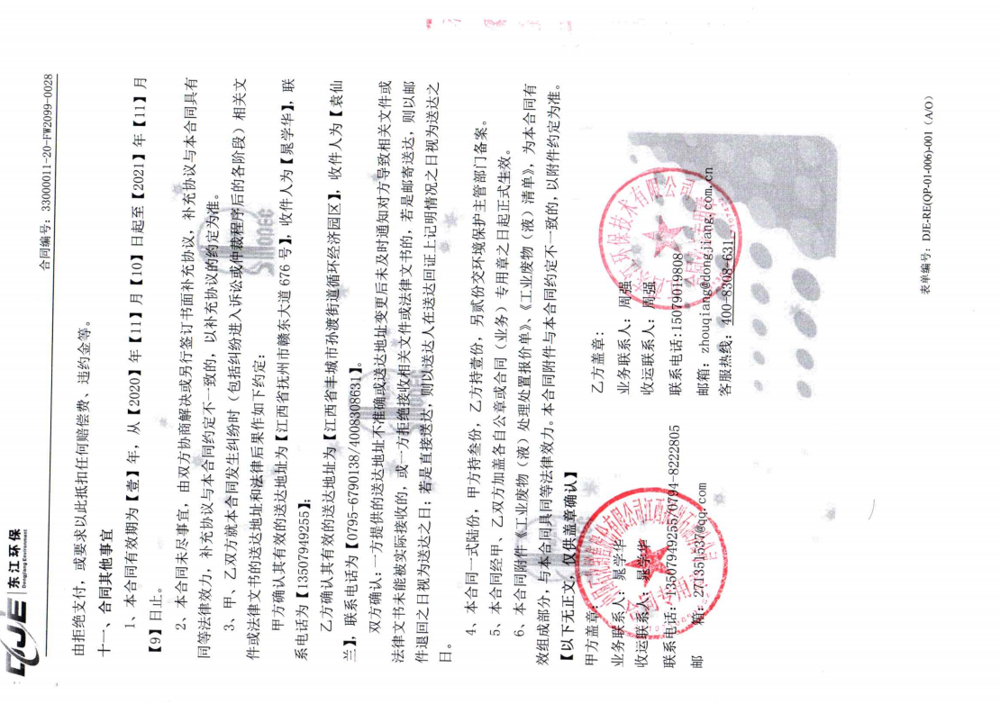 东江环保
Dongjiang Environment
合同编号：33000011-20-FW2099-0028
由拒绝支付，或要求以此抵扣任何赔偿费、违约金等。
十一、合同其他事宜
1、本合同有效期为【壹】年，从【2020】年【11】月【10】日起至【2021】年【11】月
【9】日止。
2、本合同未尽事宜，由双方协商解决或另行签订书面补充协议，补充协议与本合同具有
同等法律效力，补充协议与本合同约定不一致的，以补充协议的约定为准。
3、甲、乙双方就本合同发生纠纷时（包括纠纷进入诉讼或仲裁程序后的各阶段）相关文
件或法律文书的送达地址和法律后果作如下约定：
甲方确认其有效的送达地址为【江西省抚州市赣东大道 676 号】，收件人为【晁学华】，联
系电话为【13507949255】；
乙方确认其有效的送达地址为【江西省丰城市孙渡街道循环经济园区】，收件人为【袁仙
兰】，联系电话为【0795-6790138/4008308631】。
双方确认：一方提供的送达地址不准确或送达地址变更后未及时通知对方导致相关文件或
法律文书未能被实际接收的，或一方拒绝接收相关文件或法律文书的，若是邮寄送达，则以邮
件退回之日视为送达之日；若是直接送达，则以送达人在送达回证上记明情况之日视为送达之
日。
4、本合同一式陆份，甲方持叁份，乙方持壹份，另贰份交环境保护主管部门备案。
5、本合同经甲、乙双方加盖各自公章或合同（业务）专用章之日起正式生效。
6、本合同附件《工业废物（液）处理处置报价单》、《工业废物（液）清单》，为本合同有
效组成部分，与本合同具同等法律效力。本合同附件与本合同约定不一致的，以附件约定为准。
【以下无正文，仅供盖章确认】
甲方盖章：
业务联系人：晁学华
收运联系人：晁学华
联系电话：13507949255/0794-8222805
邮 箱：271351537@qq.com
乙方盖章：
业务联系人：周强
收运联系人：周强
联系电话:15079019808
邮箱：zhouqiang@dongjiang.com.cn
客服热线：400-8308-631
Sinopec
表单编号：DJE-RE(QP-01-006)-001（A/O）